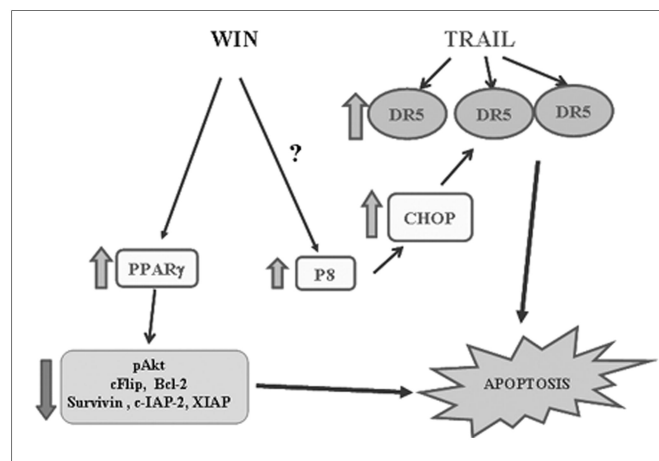 WIN
TRAIL
DR5
DR5
DR5
?
CHOP
PPARγ
P8
pAkt
cFlip, Bcl-2
Survivin , c-IAP-2, XIAP
APOPTOSIS